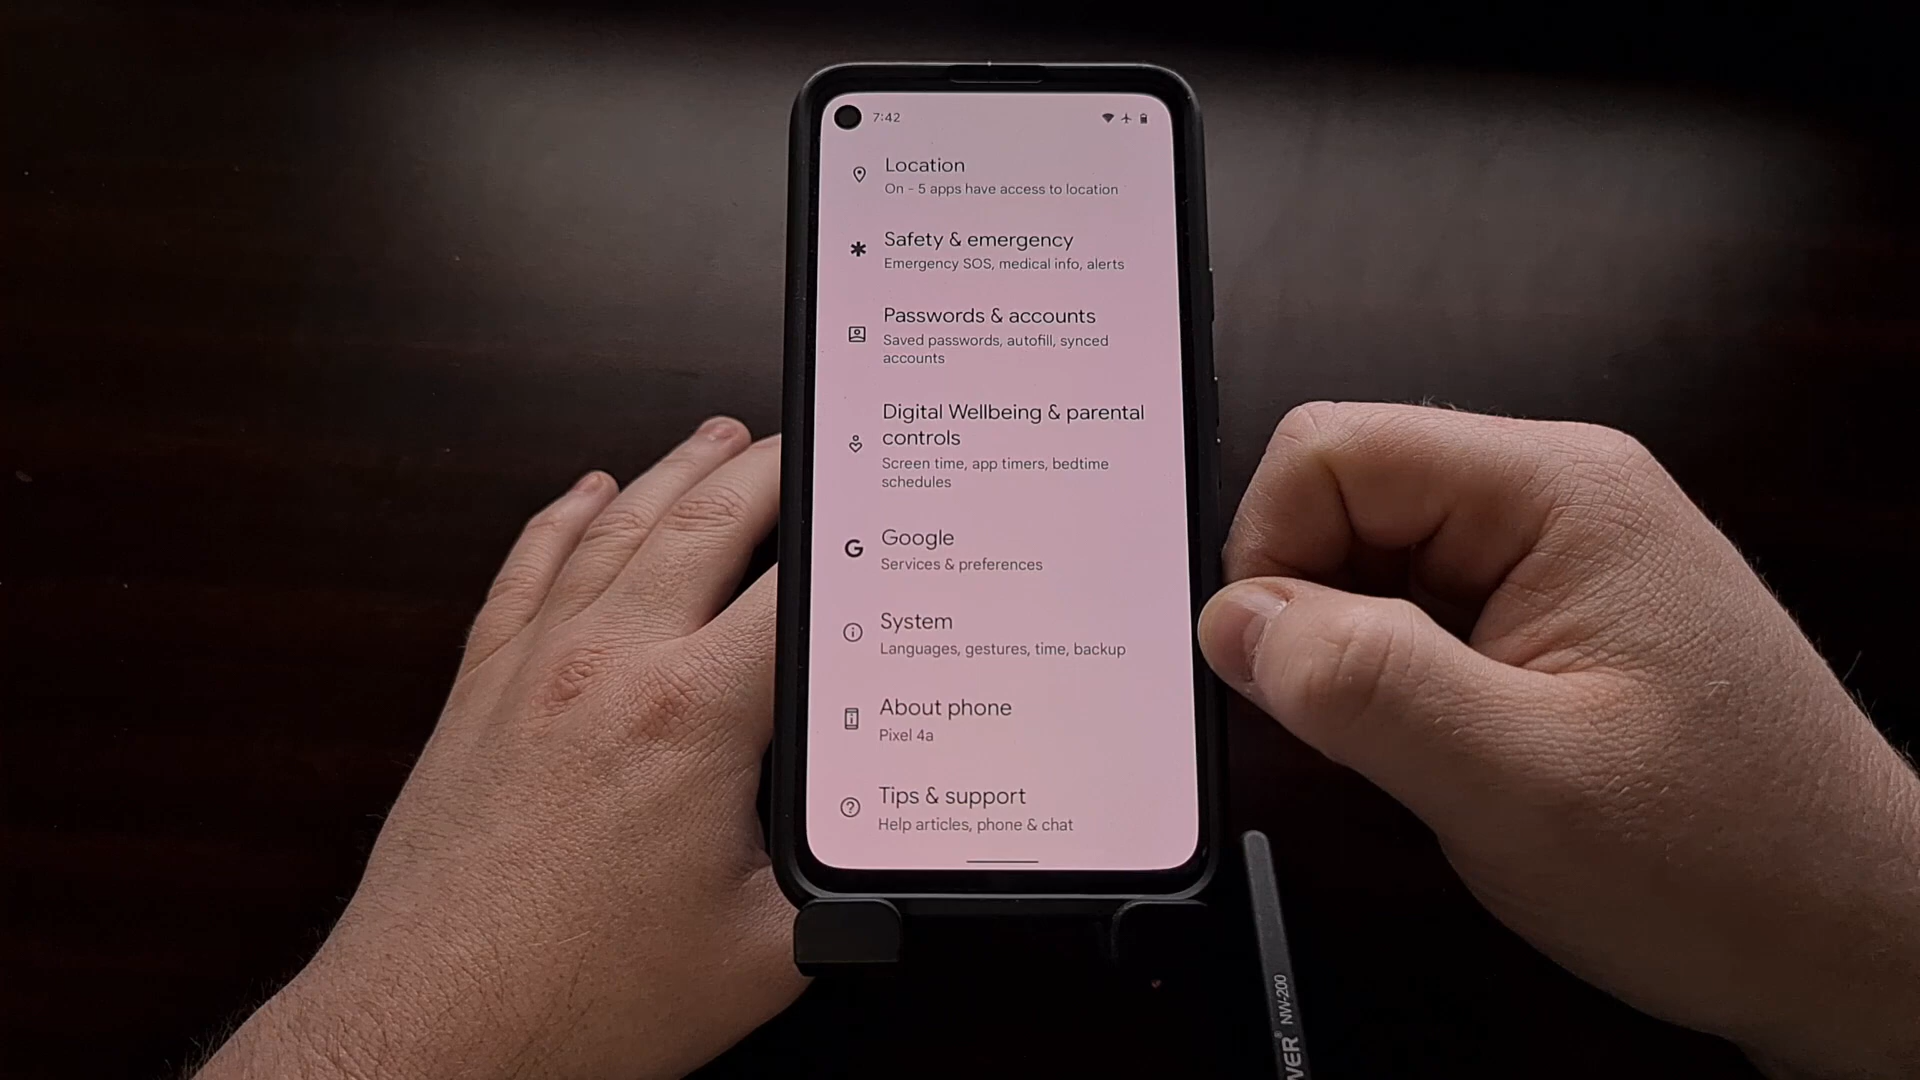 7:42
Location
On - 5 apps have access to location
Safety & emergency
Emergency SOS, medical info, alerts
Passwords & accounts
Saved passwords, autofill, synced
accounts
Digital Wellbeing & parental
controls
Screen time, app timers, bedtime
schedules
G
Google
Services & preferences
System
Languages, gestures, time, backup
About phone
Pixel 4a
Tips & support
Help articles, phone & chat
VER® NW-200